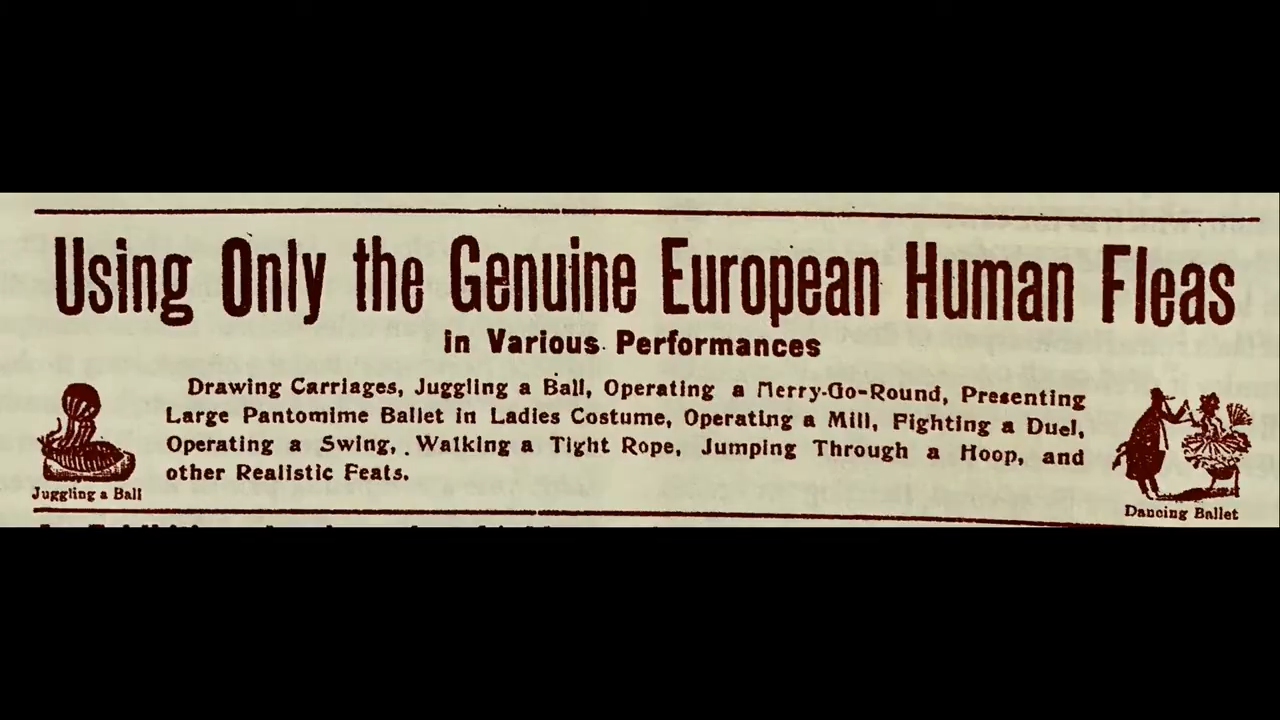 Using Only the Genuine European Human Fleas
in Various Performances
Drawing Carriages, Juggling a Ball, Operating a Merry-Go-Round, Presenting
Large Pantomime Ballet in Ladies Costume, Operating a Mill, Fighting a Duel,
Operating a Swing, Walking a Tight Rope, Jumping Through a Hoop, and
other Realistic Feats.
Juggling a Ball
Dancing Ballet